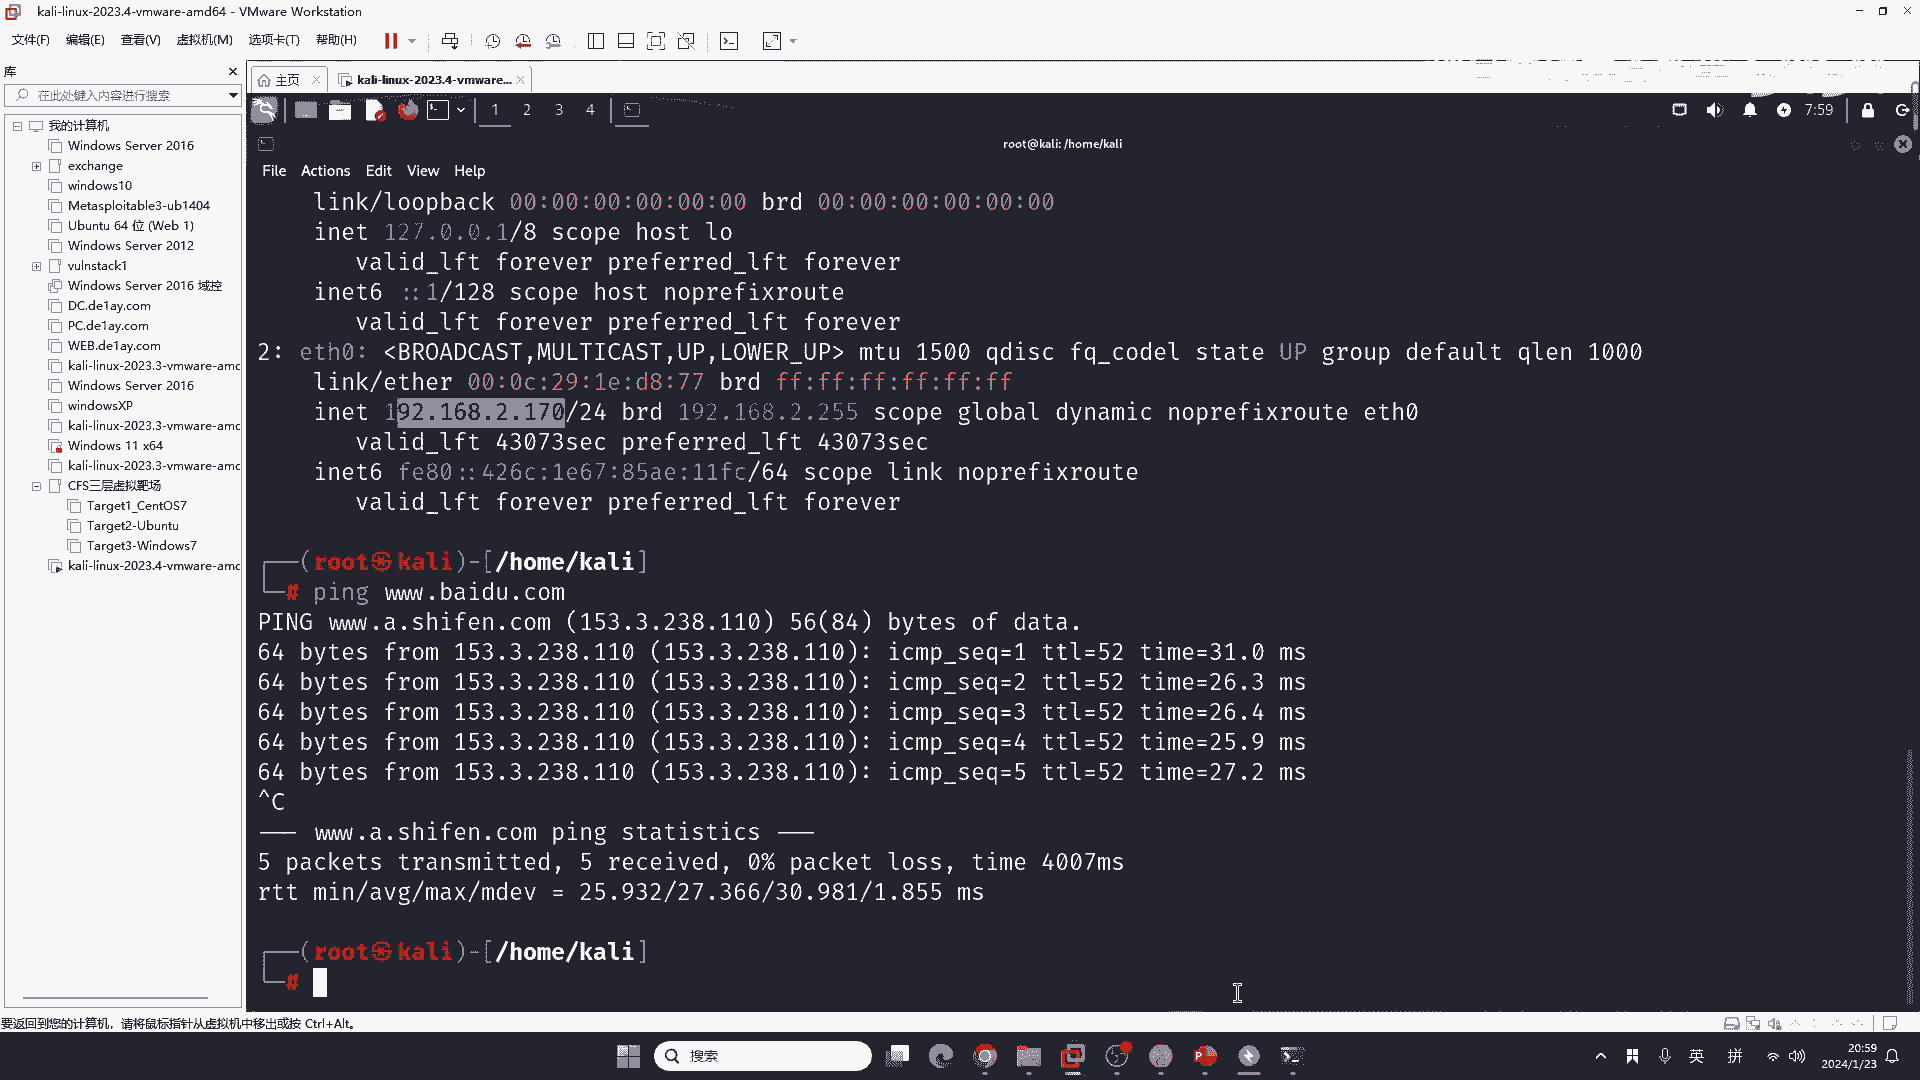 kali-linux-2023.4-vmware-amd64 - VMware Workstation
文件(F) 编辑(E) 查看(V) 虚拟机(M) 选项卡(T) 帮助(H)
库
在此处键入内容进行搜索
我的计算机
Windows Server 2016
exchange
windows10
Metasploitable3-ub1404
Ubuntu 64 位 (Web 1)
Windows Server 2012
vulnstack1
Windows Server 2016 域控
DC.de1ay.com
PC.de1ay.com
WEB.de1ay.com
kali-linux-2023.3-vmware-amc
Windows Server 2016
windowsXP
kali-linux-2023.3-vmware-amc
Windows 11 x64
kali-linux-2023.3-vmware-amc
CFS三层虚拟靶场
Target1_CentOS7
Target2-Ubuntu
Target3-Windows7
kali-linux-2023.4-vmware-amc
主页
kali-linux-2023.4-vmware...
1 2 3 4
7:59
root@kali: /home/kali
File Actions Edit View Help
link/loopback 00:00:00:00:00:00 brd 00:00:00:00:00:00
inet 127.0.0.1/8 scope host lo
valid_lft forever preferred_lft forever
inet6 ::1/128 scope host noprefixroute
valid_lft forever preferred_lft forever
2: eth0: <BROADCAST,MULTICAST,UP,LOWER_UP> mtu 1500 qdisc fq_codel state UP group default qlen 1000
link/ether 00:0c:29:1e:d8:77 brd ff:ff:ff:ff:ff:ff
inet 192.168.2.170/24 brd 192.168.2.255 scope global dynamic noprefixroute eth0
valid_lft 43073sec preferred_lft 43073sec
inet6 fe80::426c:1e67:85ae:11fc/64 scope link noprefixroute
valid_lft forever preferred_lft forever
┌──(root㉿kali)-[/home/kali]
└─# ping www.baidu.com
PING www.a.shifen.com (153.3.238.110) 56(84) bytes of data.
64 bytes from 153.3.238.110 (153.3.238.110): icmp_seq=1 ttl=52 time=31.0 ms
64 bytes from 153.3.238.110 (153.3.238.110): icmp_seq=2 ttl=52 time=26.3 ms
64 bytes from 153.3.238.110 (153.3.238.110): icmp_seq=3 ttl=52 time=26.4 ms
64 bytes from 153.3.238.110 (153.3.238.110): icmp_seq=4 ttl=52 time=25.9 ms
64 bytes from 153.3.238.110 (153.3.238.110): icmp_seq=5 ttl=52 time=27.2 ms
^C
--- www.a.shifen.com ping statistics ---
5 packets transmitted, 5 received, 0% packet loss, time 4007ms
rtt min/avg/max/mdev = 25.932/27.366/30.981/1.855 ms
┌──(root㉿kali)-[/home/kali]
└─#
要返回到您的计算机，请将鼠标指针从虚拟机中移出或按 Ctrl+Alt。
搜索
英 拼
20:59
2024/1/23